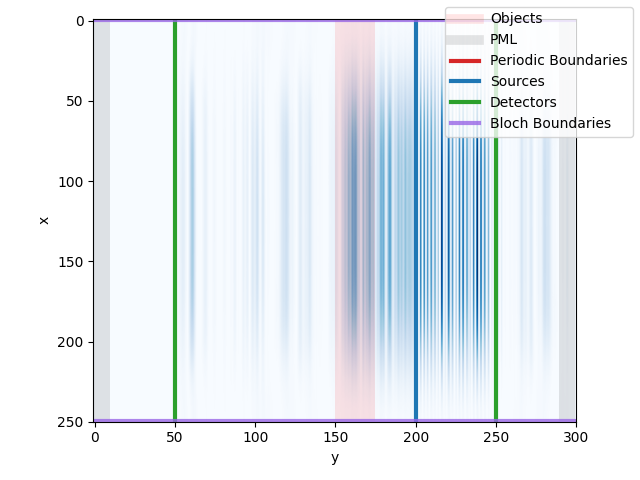 Objects
PML
Periodic Boundaries
Sources
Detectors
Bloch Boundaries
0
50
100
150
200
250
x
0
50
100
150
200
250
300
y